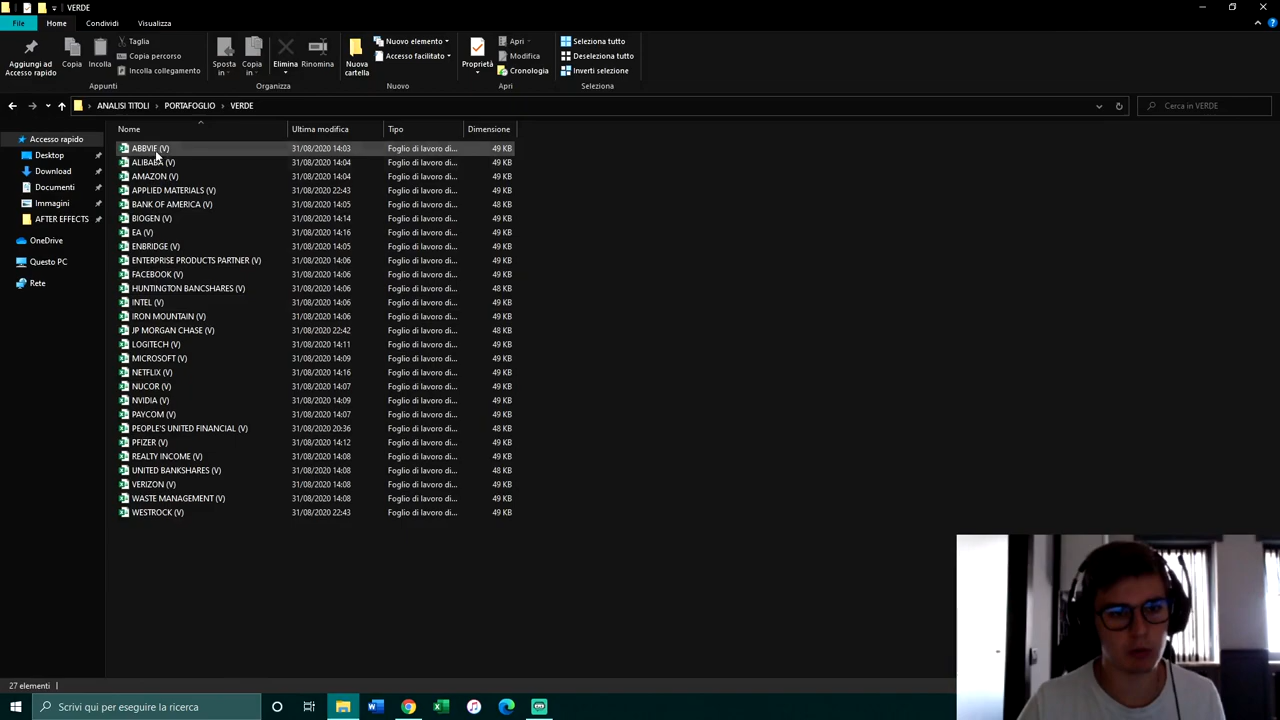 VERDE
File Home Condividi Visualizza
Aggiungi ad Accesso rapido
Copia
Incolla
Taglia
Copia percorso
Incolla collegamento
Appunti
Sposta in
Copia in
Elimina
Rinomina
Organizza
Nuova cartella
Nuovo elemento
Accesso facilitato
Nuovo
Proprietà
Apri
Modifica
Cronologia
Apri
Seleziona tutto
Deseleziona tutto
Inverti selezione
Seleziona
ANALISI TITOLI > PORTAFOGLIO > VERDE
Cerca in VERDE
Accesso rapido
Desktop
Download
Documenti
Immagini
AFTER EFFECTS
OneDrive
Questo PC
Rete
Nome Ultima modifica Tipo Dimensione
ABBVIE (V) 31/08/2020 14:03 Foglio di lavoro di... 49 KB
ALIBABA (V) 31/08/2020 14:04 Foglio di lavoro di... 49 KB
AMAZON (V) 31/08/2020 14:04 Foglio di lavoro di... 49 KB
APPLIED MATERIALS (V) 31/08/2020 22:43 Foglio di lavoro di... 49 KB
BANK OF AMERICA (V) 31/08/2020 14:05 Foglio di lavoro di... 48 KB
BIOGEN (V) 31/08/2020 14:14 Foglio di lavoro di... 49 KB
EA (V) 31/08/2020 14:16 Foglio di lavoro di... 49 KB
ENBRIDGE (V) 31/08/2020 14:05 Foglio di lavoro di... 49 KB
ENTERPRISE PRODUCTS PARTNER (V) 31/08/2020 14:06 Foglio di lavoro di... 49 KB
FACEBOOK (V) 31/08/2020 14:06 Foglio di lavoro di... 49 KB
HUNTINGTON BANCSHARES (V) 31/08/2020 14:06 Foglio di lavoro di... 48 KB
INTEL (V) 31/08/2020 14:06 Foglio di lavoro di... 49 KB
IRON MOUNTAIN (V) 31/08/2020 14:06 Foglio di lavoro di... 49 KB
JP MORGAN CHASE (V) 31/08/2020 22:42 Foglio di lavoro di... 48 KB
LOGITECH (V) 31/08/2020 14:11 Foglio di lavoro di... 49 KB
MICROSOFT (V) 31/08/2020 14:09 Foglio di lavoro di... 49 KB
NETFLIX (V) 31/08/2020 14:16 Foglio di lavoro di... 49 KB
NUCOR (V) 31/08/2020 14:07 Foglio di lavoro di... 49 KB
NVIDIA (V) 31/08/2020 14:09 Foglio di lavoro di... 49 KB
PAYCOM (V) 31/08/2020 14:07 Foglio di lavoro di... 49 KB
PEOPLE'S UNITED FINANCIAL (V) 31/08/2020 20:36 Foglio di lavoro di... 48 KB
PFIZER (V) 31/08/2020 14:12 Foglio di lavoro di... 49 KB
REALTY INCOME (V) 31/08/2020 14:08 Foglio di lavoro di... 49 KB
UNITED BANKSHARES (V) 31/08/2020 14:08 Foglio di lavoro di... 48 KB
VERIZON (V) 31/08/2020 14:08 Foglio di lavoro di... 49 KB
WASTE MANAGEMENT (V) 31/08/2020 14:08 Foglio di lavoro di... 49 KB
WESTROCK (V) 31/08/2020 22:43 Foglio di lavoro di... 49 KB
27 elementi
Scrivi qui per eseguire la ricerca